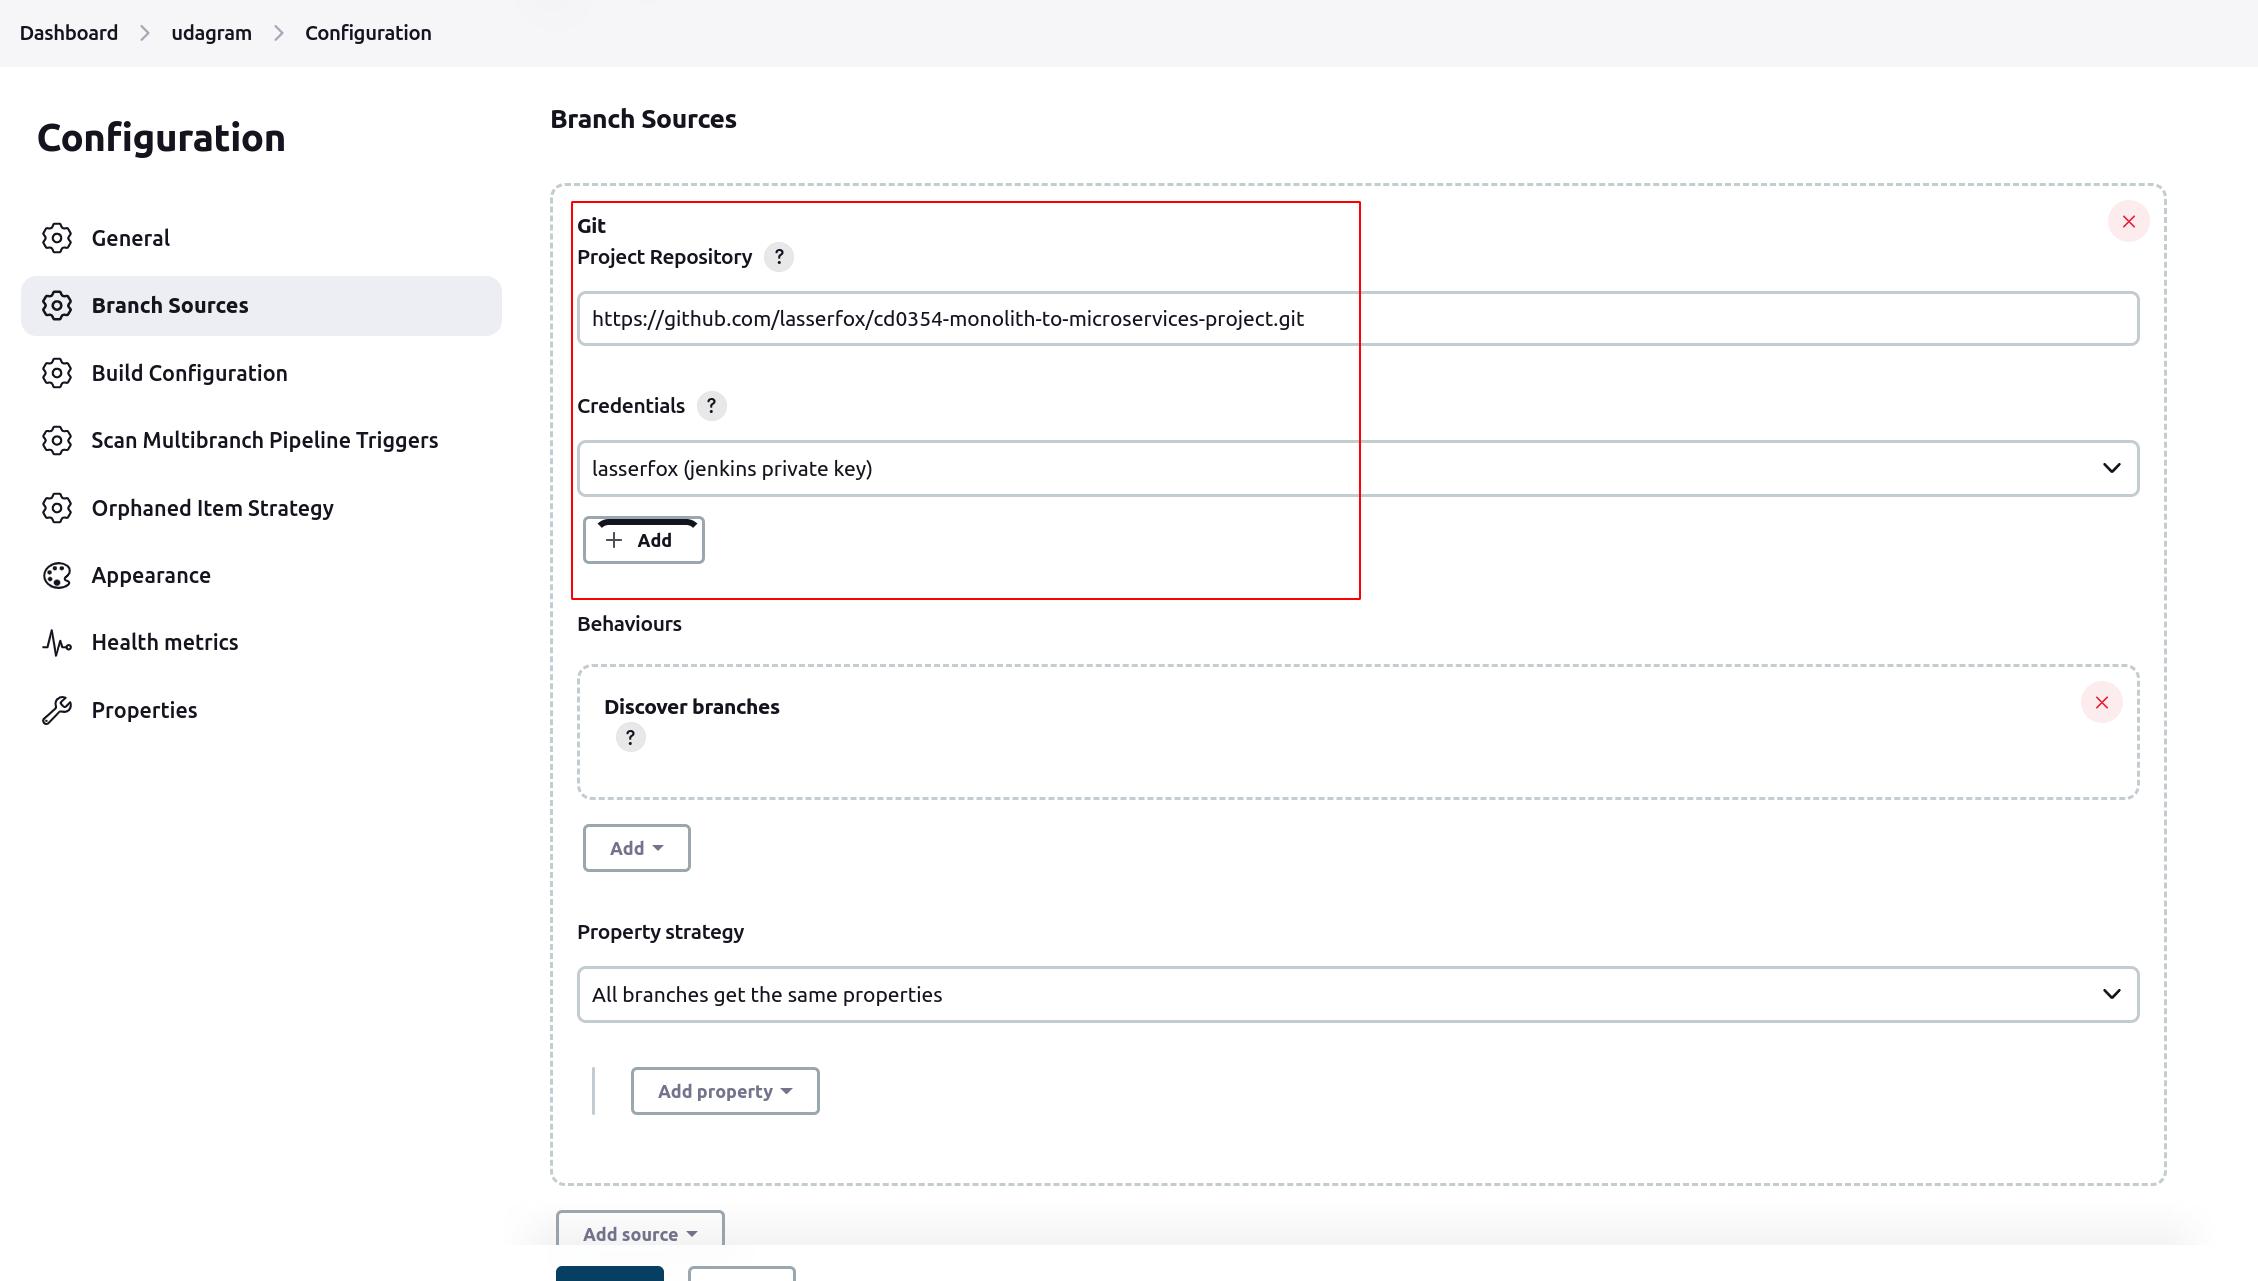 Dashboard > udagram > Configuration
Configuration
General
Branch Sources
Build Configuration
Scan Multibranch Pipeline Triggers
Orphaned Item Strategy
Appearance
Health metrics
Properties
Branch Sources
Git
Project Repository ?
https://github.com/lasserfox/cd0354-monolith-to-microservices-project.git
Credentials ?
lasserfox (jenkins private key)
+ Add
Behaviours
Discover branches
?
Add
Property strategy
All branches get the same properties
Add property
Add source